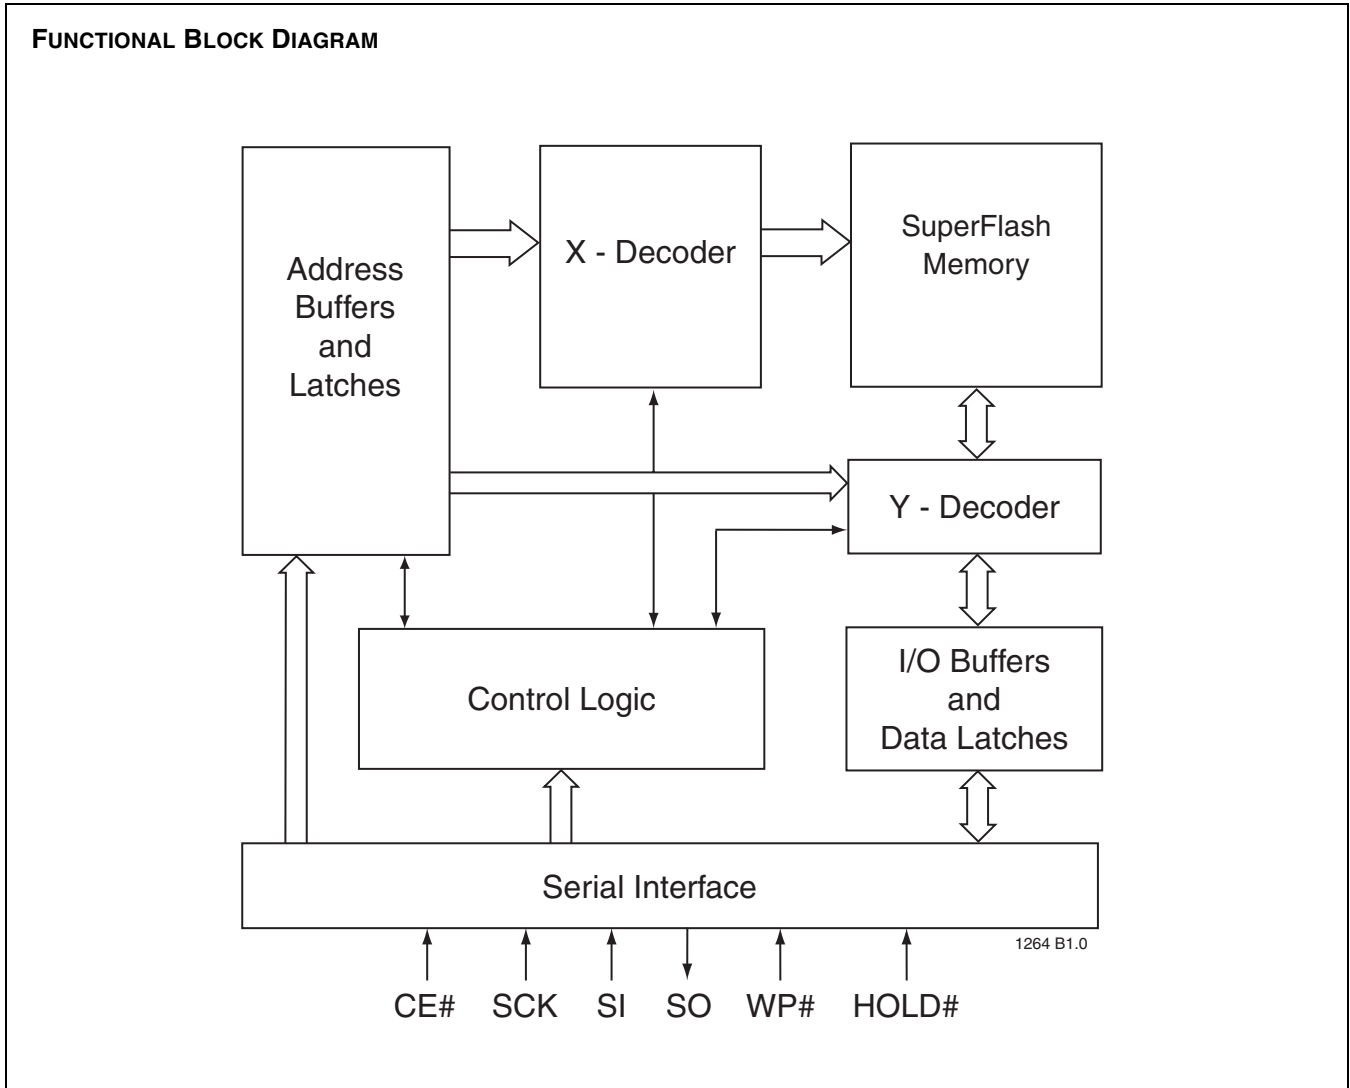 FUNCTIONAL BLOCK DIAGRAM
Address
Buffers
and
Latches
X - Decoder
SuperFlash
Memory
Y - Decoder
Control Logic
I/O Buffers
and
Data Latches
Serial Interface
1264 B1.0
CE# SCK SI SO WP# HOLD#